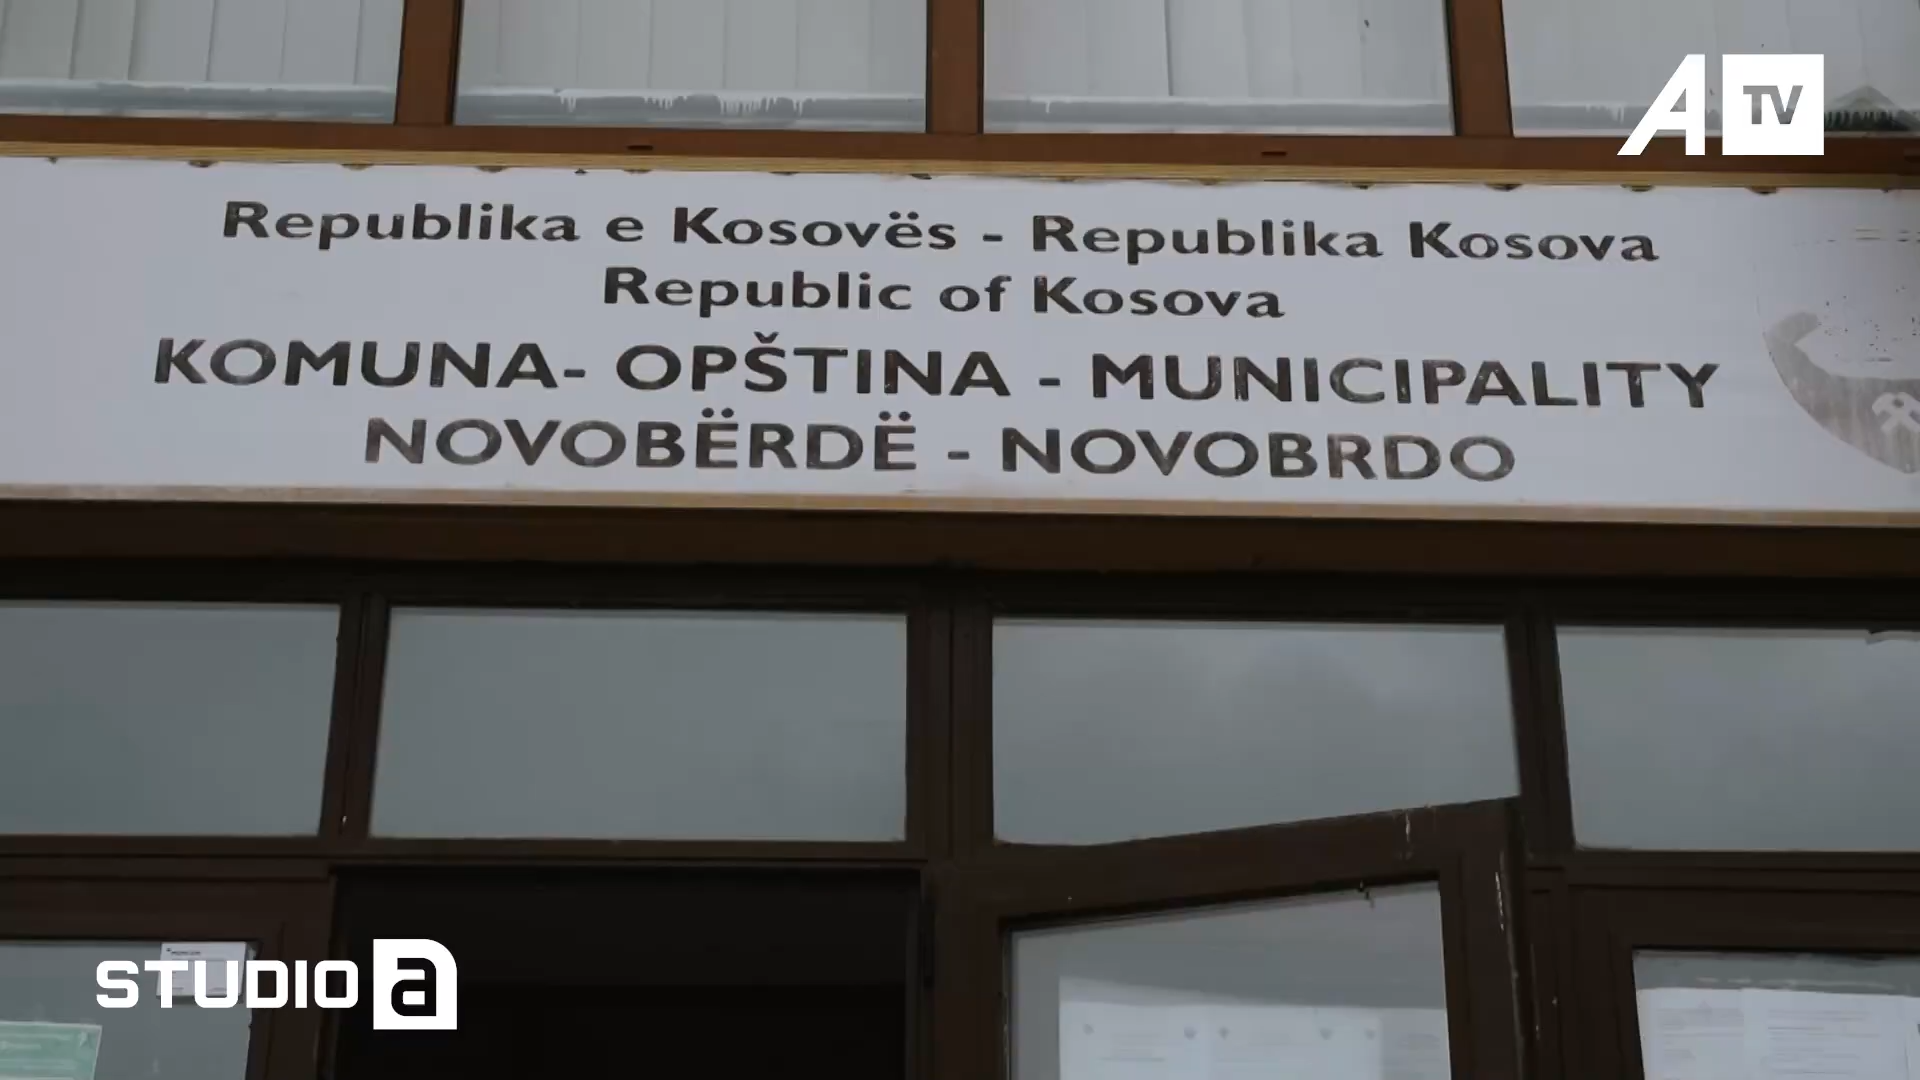 A TV
Republika e Kosovës - Republika Kosova
Republic of Kosova
KOMUNA- OPŠTINA - MUNICIPALITY
NOVOBËRDË - NOVOBRDO
STUDIO a